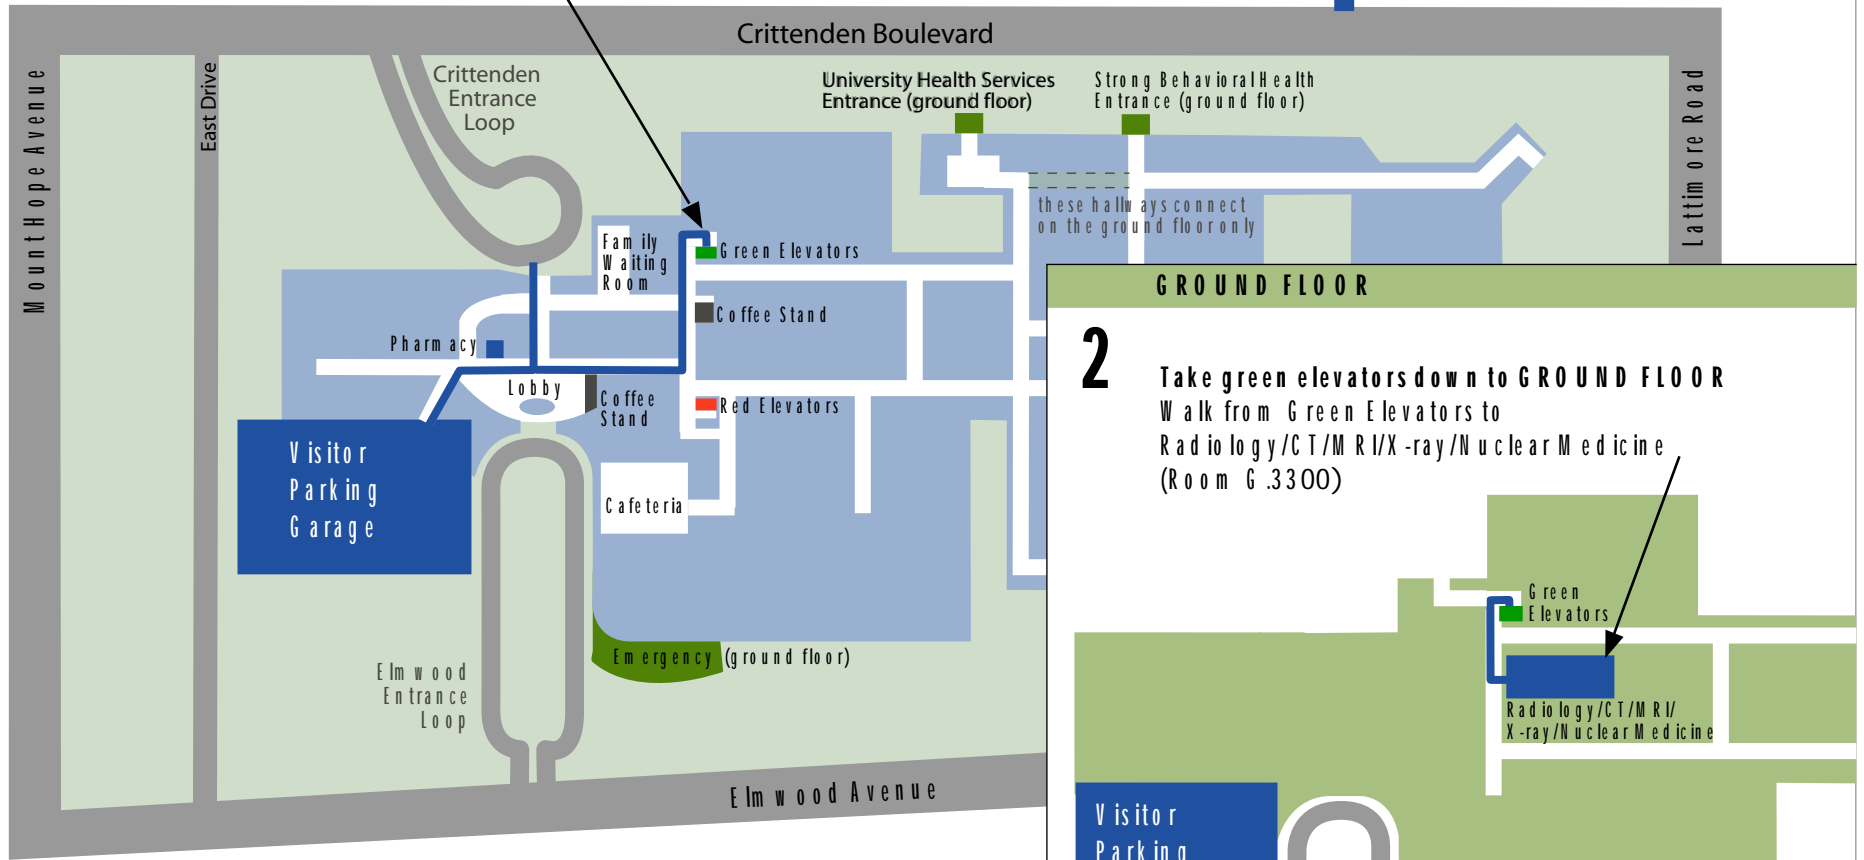 Crittenden Boulevard
Mount Hope Avenue
East Drive
Crittenden
Entrance
Loop
University Health Services
Entrance (ground floor)
Strong Behavioral Health
Entrance (ground floor)
Lattimore Road
these hallways connect
on the ground floor only
Family
Waiting
Room
Green Elevators
Coffee Stand
Pharmacy
Lobby
Coffee
Stand
Red Elevators
Visitor
Parking
Garage
Cafeteria
Emergency (ground floor)
Elmwood
Entrance
Loop
Elmwood Avenue
GROUND FLOOR
2
Take green elevators down to GROUND FLOOR
Walk from Green Elevators to
Radiology/CT/MRI/X-ray/Nuclear Medicine
(Room G.3300)
Green
Elevators
Radiology/CT/MRI/
X-ray/Nuclear Medicine
Visitor
Parking